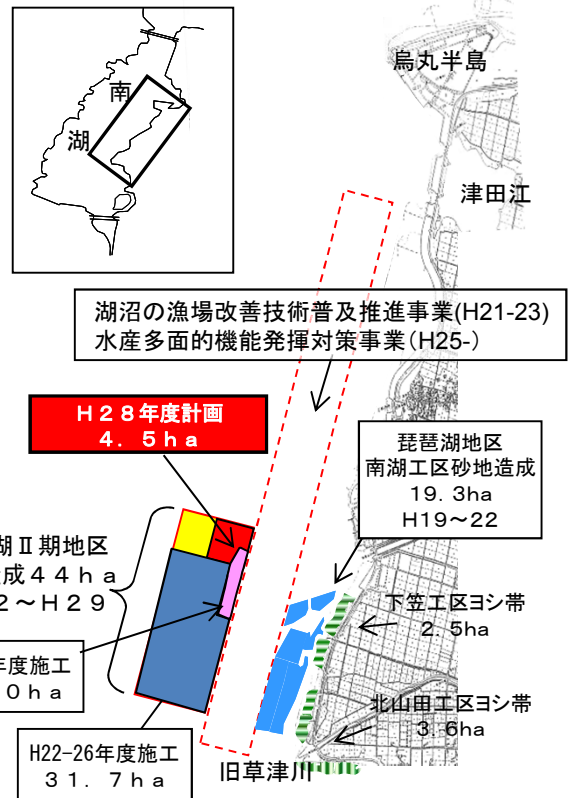 南
湖
烏丸半島
津田江
湖沼の漁場改善技術普及推進事業(H21-23)
水産多面的機能発揮対策事業(H25-)
H28年度計画
4.5ha
琵琶湖地区
南湖工区砂地造成
19.3ha
H19~22
湖Ⅱ期地区
成44ha
2~H29
下笠工区ヨシ帯
2.5ha
年度施工
0ha
北山田工区ヨシ帯
3.6ha
H22-26年度施工
31.7ha
旧草津川